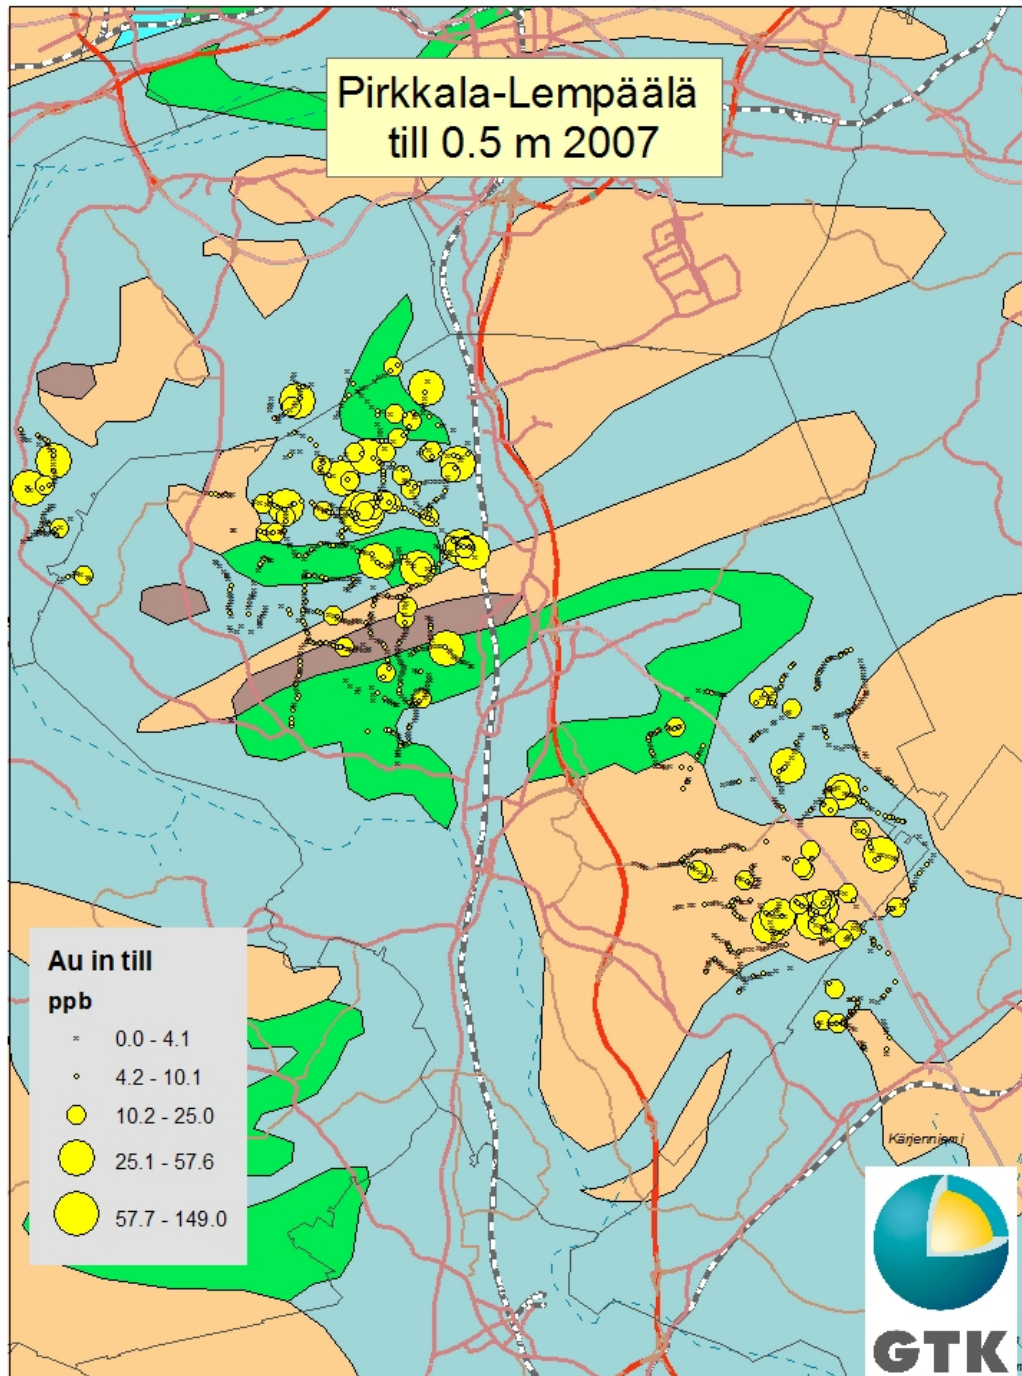 Pirkkala-Lempäälä
till 0.5 m 2007
Au in till
ppb
0.0 - 4.1
4.2 - 10.1
10.2 - 25.0
25.1 - 57.6
57.7 - 149.0
Kärjenniemi
GTK